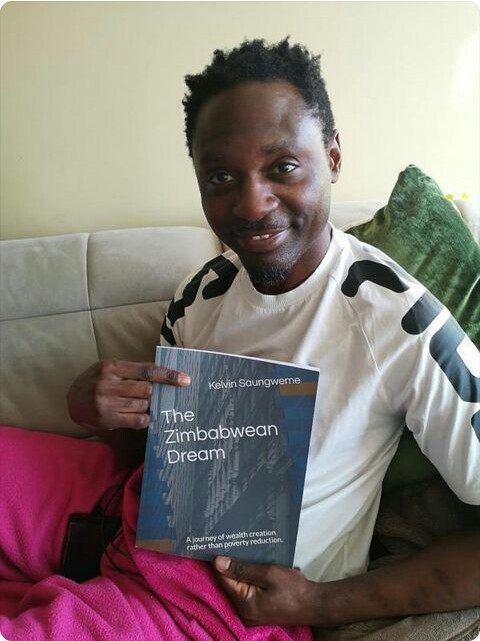 Kelvin Saungweme
The
Zimbabwean
Dream
A journey of wealth creation
rather than poverty reduction.